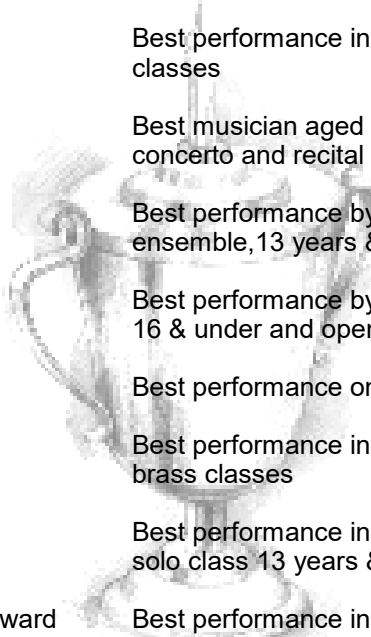 Best performance in
classes
Best musician aged
concerto and recital
Best performance by
ensemble,13 years &
Best performance by
16 & under and open
Best performance on
Best performance in
brass classes
Best performance in
solo class 13 years &
ward Best performance in